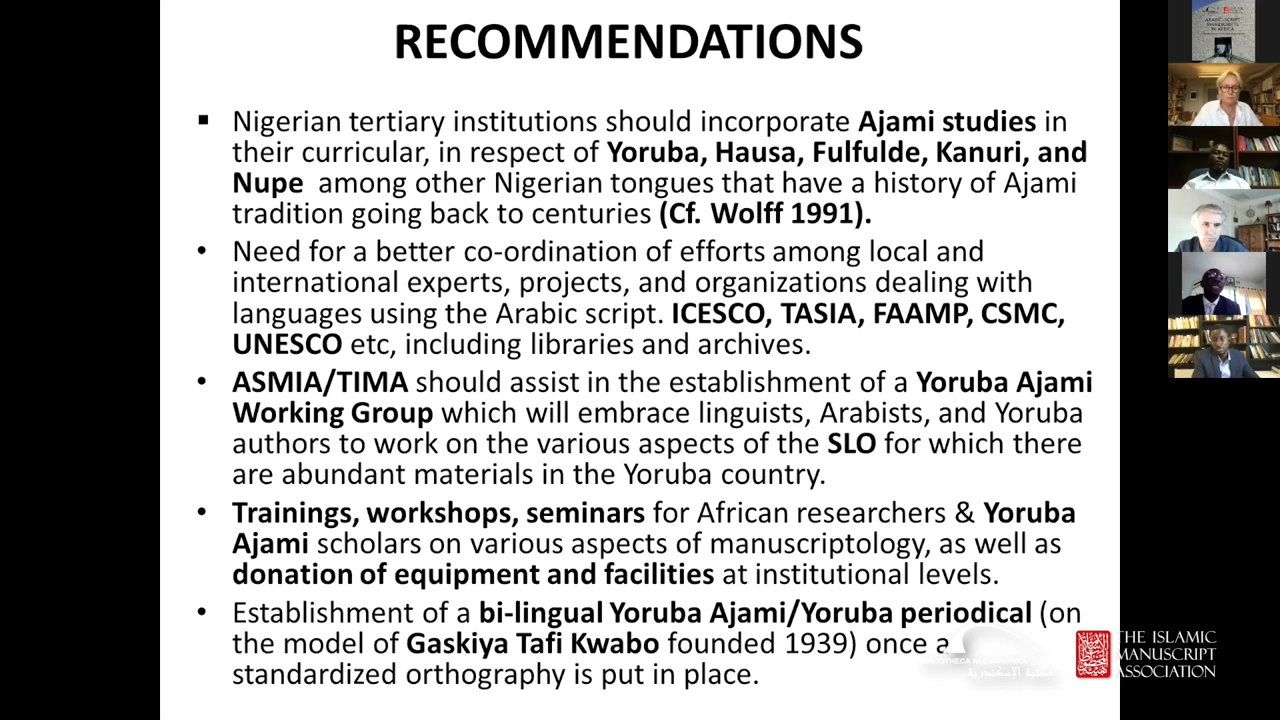 RECOMMENDATIONS
▪ Nigerian tertiary institutions should incorporate Ajami studies in
their curricular, in respect of Yoruba, Hausa, Fulfulde, Kanuri, and
Nupe among other Nigerian tongues that have a history of Ajami
tradition going back to centuries (Cf. Wolff 1991).
• Need for a better co-ordination of efforts among local and
international experts, projects, and organizations dealing with
languages using the Arabic script. ICESCO, TASIA, FAAMP, CSMC,
UNESCO etc, including libraries and archives.
• ASMIA/TIMA should assist in the establishment of a Yoruba Ajami
Working Group which will embrace linguists, Arabists, and Yoruba
authors to work on the various aspects of the SLO for which there
are abundant materials in the Yoruba country.
• Trainings, workshops, seminars for African researchers & Yoruba
Ajami scholars on various aspects of manuscriptology, as well as
donation of equipment and facilities at institutional levels.
• Establishment of a bi-lingual Yoruba Ajami/Yoruba periodical (on
the model of Gaskiya Tafi Kwabo founded 1939) once a
standardized orthography is put in place.
THE ISLAMIC
MANUSCRIPT
ASSOCIATION
ARABIC-SCRIPT
MANUSCRIPTS
IN AFRICA